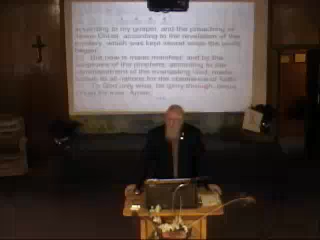 according to my gospel, and the preaching of
Jesus Christ, according to the revelation of the
mystery, which was kept secret since the world
began,
But now is made manifest, and by the
scriptures of the prophets, according to the
commandment of the everlasting God, made
known to all nations for the obedience of faith:
To God only wise, be glory through Jesus
Christ for ever. Amen.